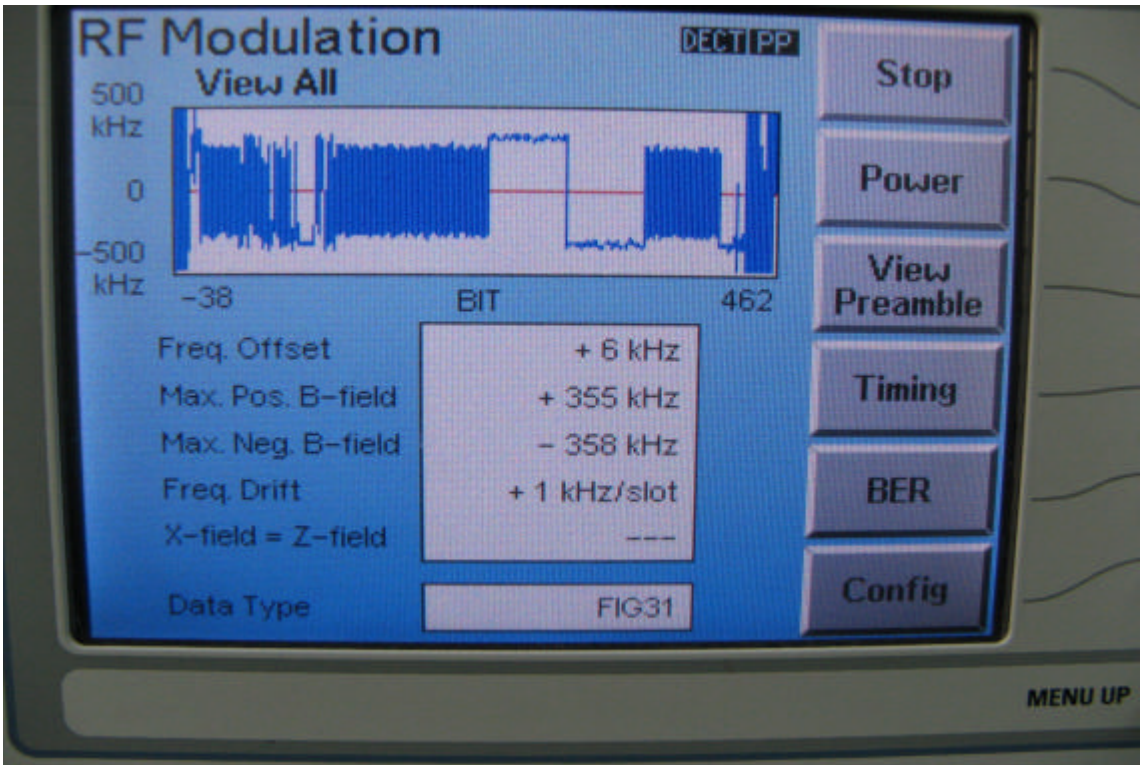 RF Modulation
DECT PP
View All
500
kHz
0
-500
kHz
-38
BIT
462
Freq. Offset
+ 6 kHz
Max. Pos. B-field
+ 355 kHz
Max. Neg. B-field
- 358 kHz
Freq. Drift
+ 1 kHz/slot
X-field = Z-field
---
Data Type
FIG31
Stop
Power
View
Preamble
Timing
BER
Config
MENU UP